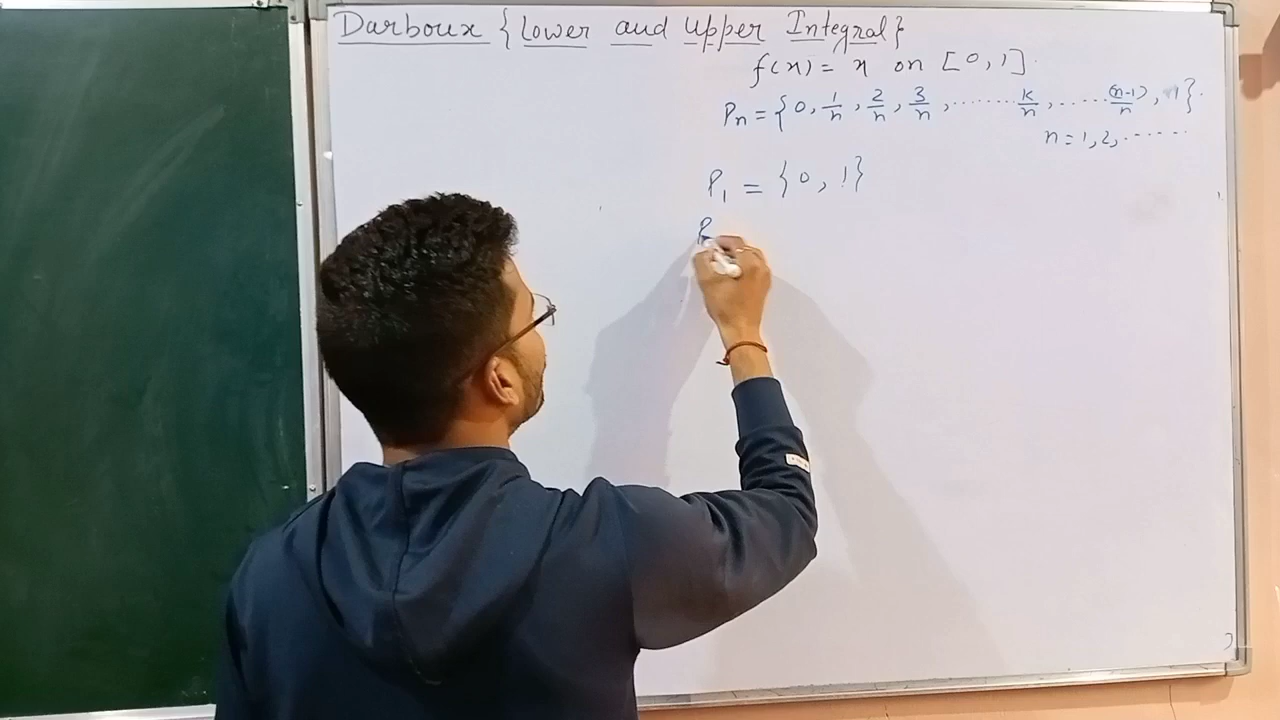 Darboux {Lower and Upper Integral}
f(x) = x on [0, 1].
Pn = {0, 1/n, 2/n, 3/n, ........ k/n, ...... (n-1)/n, 1}.
n = 1, 2, ......
P1 = {0, 1}
P